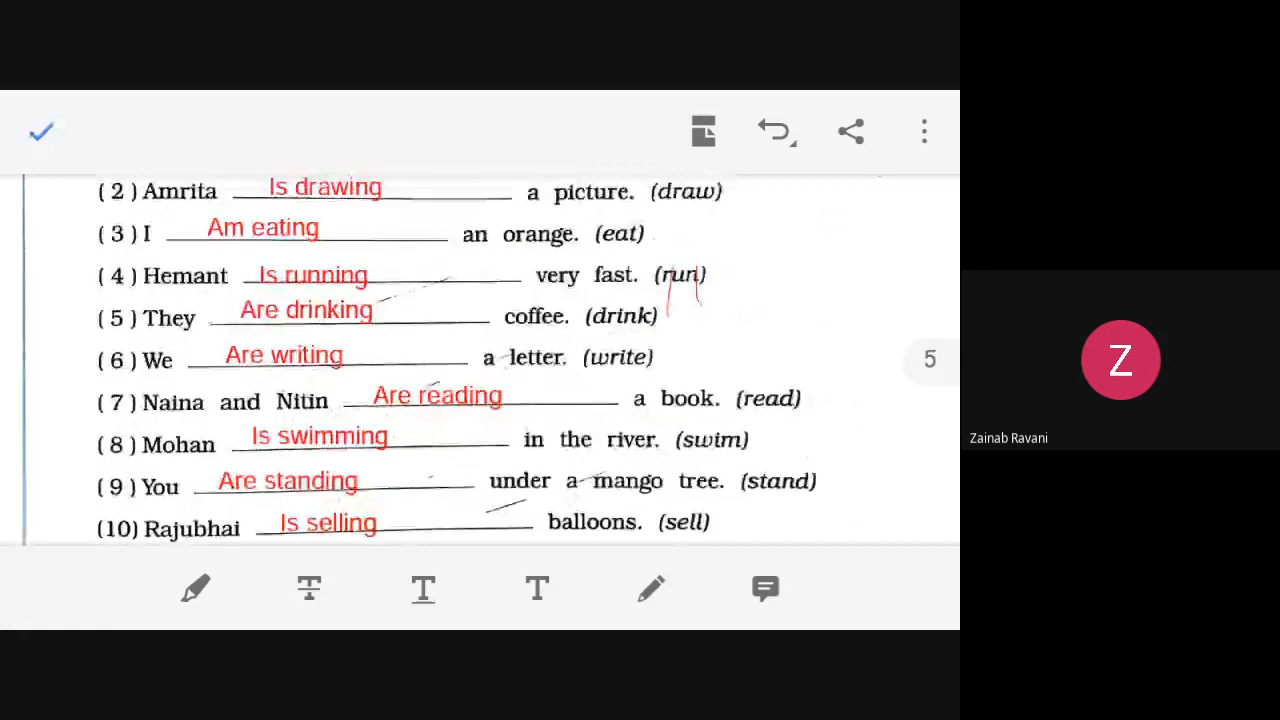 ( 2 ) Amrita Is drawing a picture. (draw)
( 3 ) I Am eating an orange. (eat)
( 4 ) Hemant Is running very fast. (run)
( 5 ) They Are drinking coffee. (drink)
( 6 ) We Are writing a letter. (write)
( 7 ) Naina and Nitin Are reading a book. (read)
( 8 ) Mohan Is swimming in the river. (swim)
( 9 ) You Are standing under a mango tree. (stand)
(10) Rajubhai Is selling balloons. (sell)
5
Z
Zainab Ravani